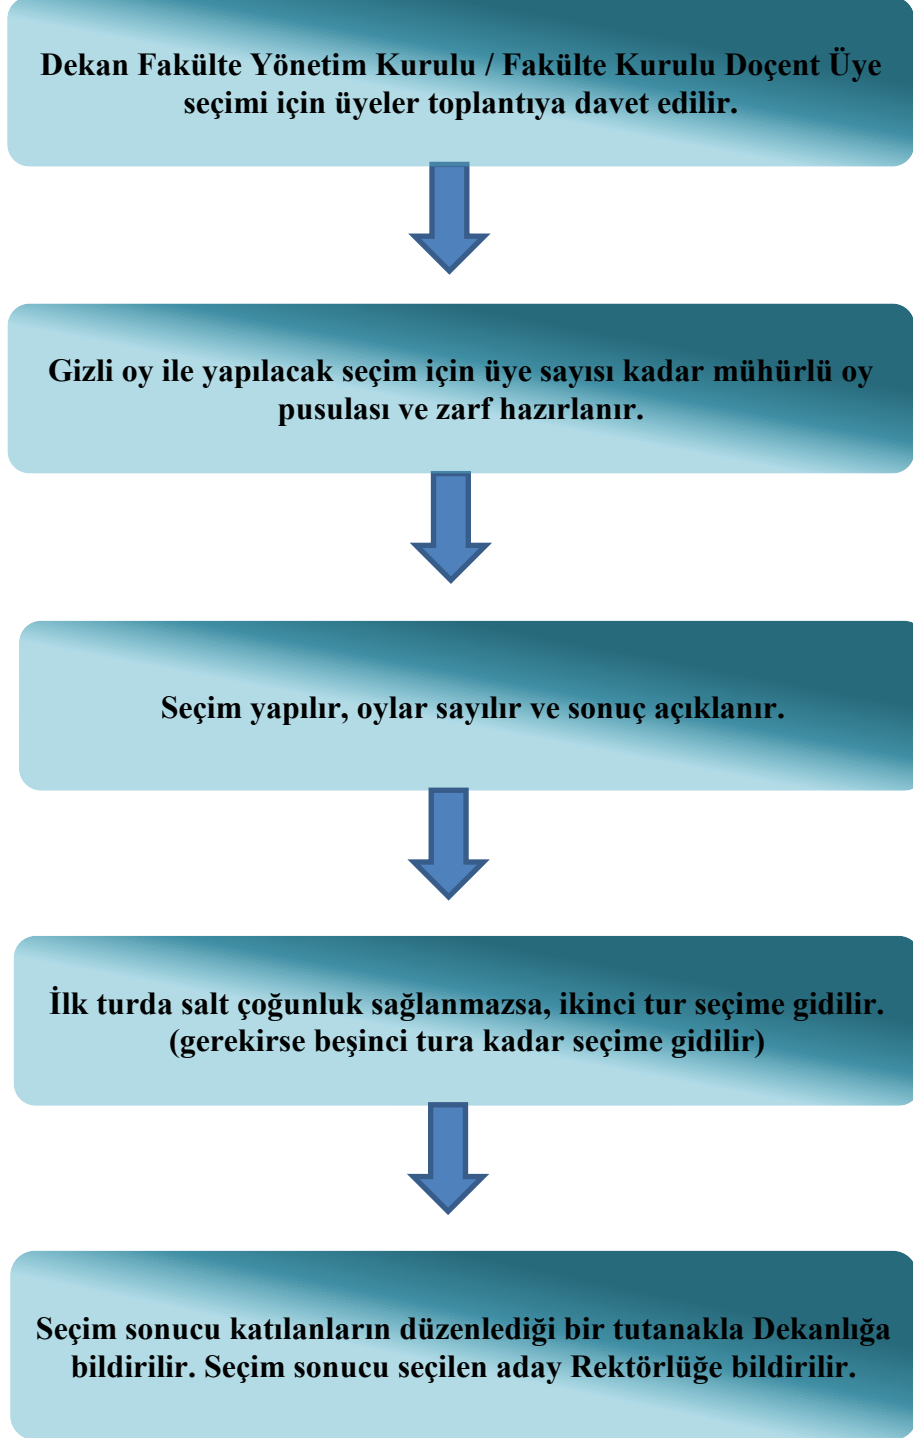 Dekan Fakülte Yönetim Kurulu / Fakülte Kurulu Doçent Üye
seçimi için üyeler toplantıya davet edilir.
Gizli oy ile yapılacak seçim için üye sayısı kadar mühürlü oy
pusulası ve zarf hazırlanır.
Seçim yapılır, oylar sayılır ve sonuç açıklanır.
İlk turda salt çoğunluk sağlanmazsa, ikinci tur seçime gidilir.
(gerekirse beşinci tura kadar seçime gidilir)
Seçim sonucu katılanların düzenlediği bir tutanakla Dekanlığa
bildirilir. Seçim sonucu seçilen aday Rektörlüğe bildirilir.